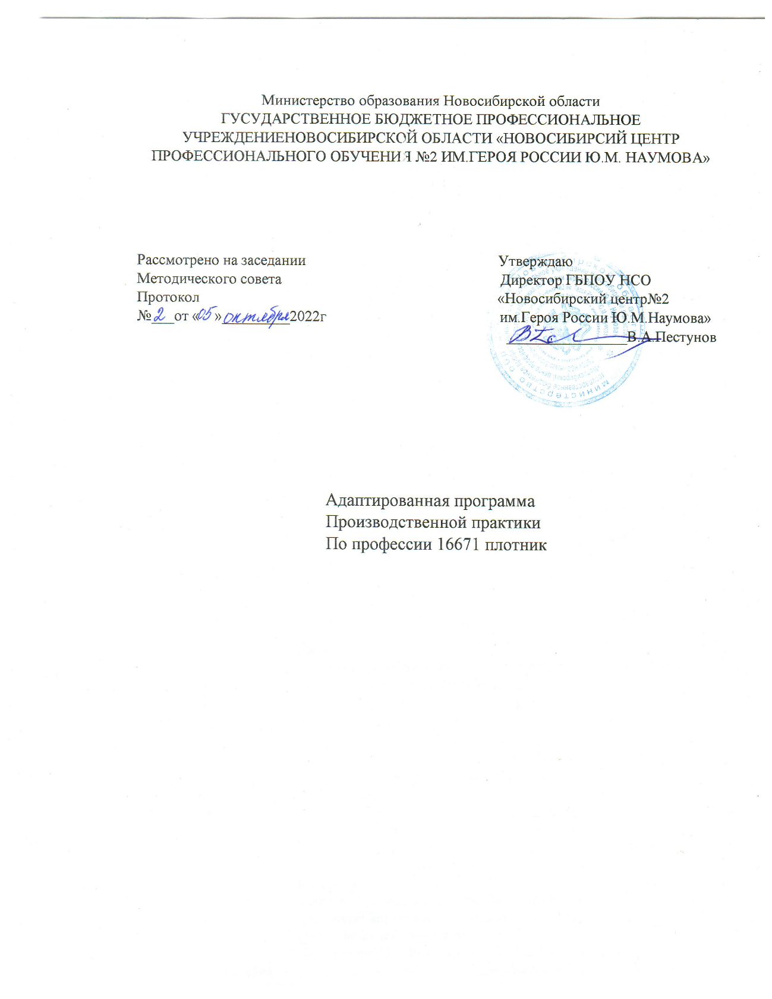 Министерство образования Новосибирской области
ГУСУДАРСТВЕННОЕ БЮДЖЕТНОЕ ПРОФЕССИОНАЛЬНОЕ
УЧРЕЖДЕНИЕНОВОСИБИРСКОЙ ОБЛАСТИ «НОВОСИБИРСИЙ ЦЕНТР
ПРОФЕССИОНАЛЬНОГО ОБУЧЕНИЯ №2 ИМ.ГЕРОЯ РОССИИ Ю.М. НАУМОВА»
Рассмотрено на заседании
Методического совета
Протокол
№ 2 от «05» октября 2022г
Утверждаю
Директор ГБПОУ НСО
«Новосибирский центр№2
им.Героя России Ю.М.Наумова»
В.А.Пестунов
Адаптированная программа
Производственной практики
По профессии 16671 плотник